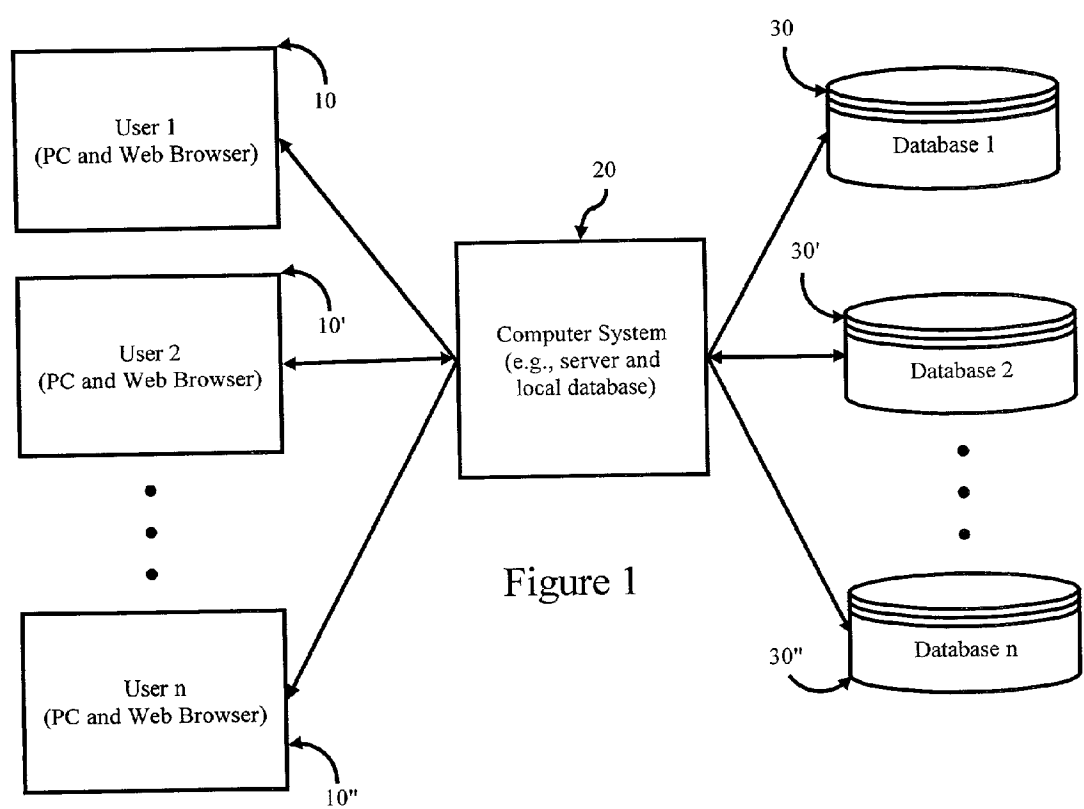 10
User 1
(PC and Web Browser)
10'
User 2
(PC and Web Browser)
User n
(PC and Web Browser)
10"
20
Computer System
(e.g., server and
local database)
Figure 1
30
Database 1
30'
Database 2
Database n
30"